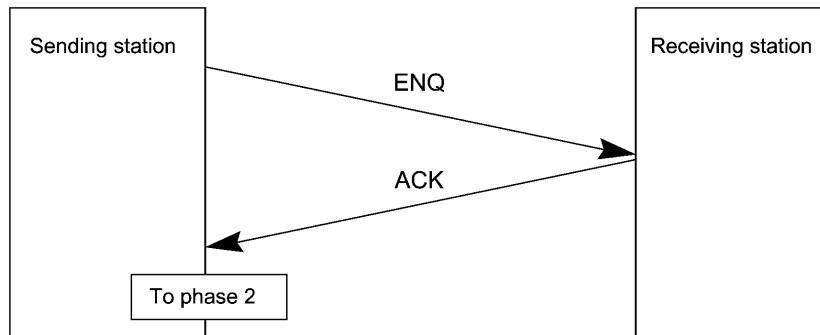 Sending station
Receiving station
ENQ
ACK
To phase 2